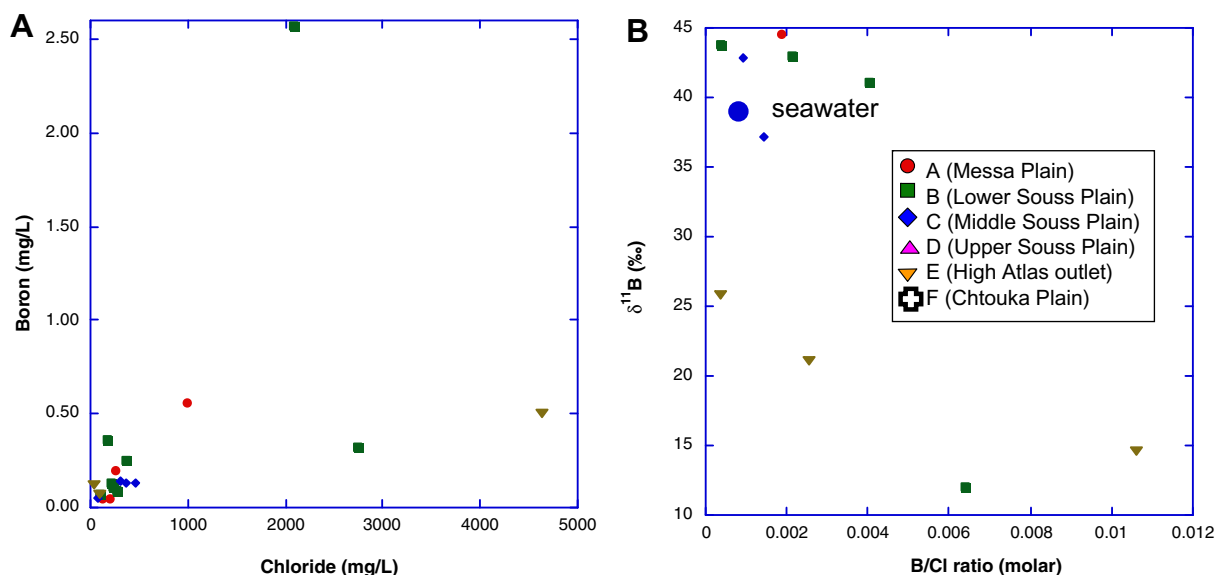 A
Boron (mg/L)
2.50
2.00
1.50
1.00
0.50
0.00
0
1000
2000
3000
4000
5000
Chloride (mg/L)
B
δ¹¹B (‰)
45
40
35
30
25
20
15
10
seawater
A (Messa Plain)
B (Lower Souss Plain)
C (Middle Souss Plain)
D (Upper Souss Plain)
E (High Atlas outlet)
F (Chtouka Plain)
0
0.002
0.004
0.006
0.008
0.01
0.012
B/Cl ratio (molar)